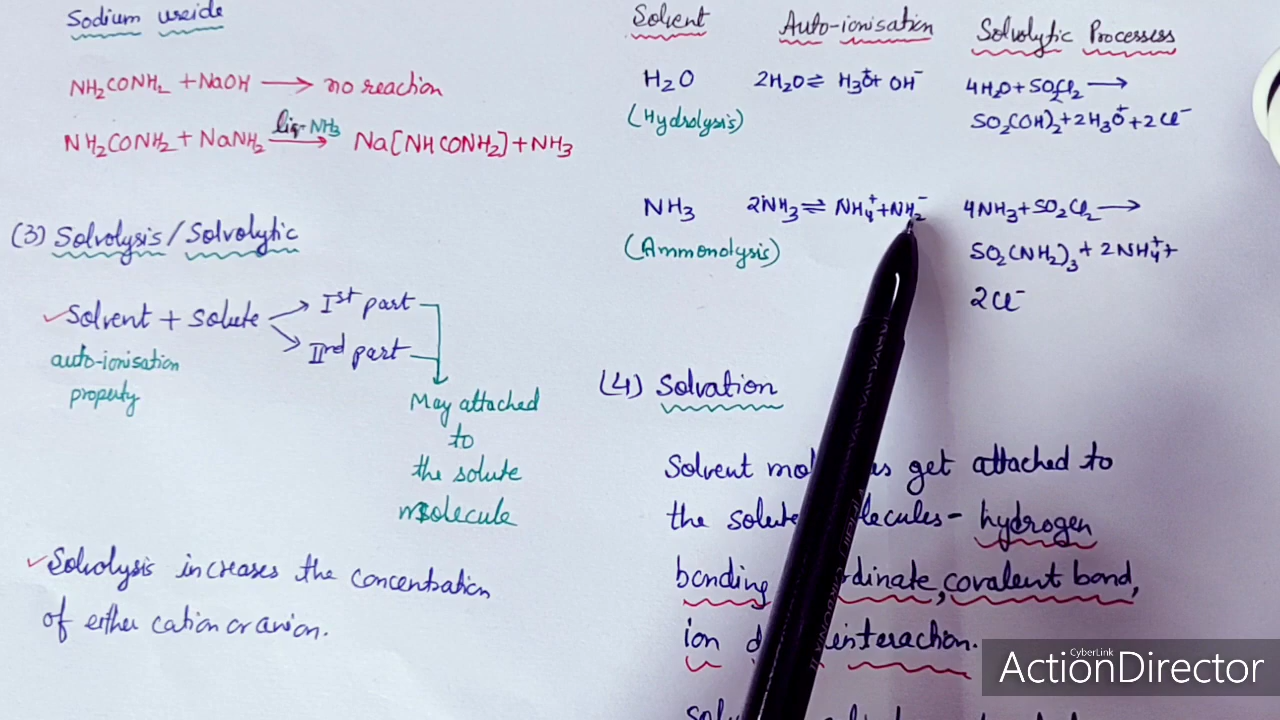 Sodium ureide
NH₂CONH₂ + NaOH ⟶ no reaction
NH₂CONH₂ + NaNH₂ —liq-NH₃→ Na[NHCONH₂] + NH₃
(3) Solvolysis / Solvolytic
✓Solvent + Solute
Iˢᵗ part
IIʳᵈ part
auto-ionisation
property
May attached
to
the solute
molecule
✓Solvolysis increases the concentration
of either cation or anion.
Solvent Auto-ionisation Solvolytic Processess
H₂O 2H₂O ⇌ H₃O⁺ + OH⁻ 4H₂O + SO₂Cl₂ ⟶
(Hydrolysis) SO₂(OH)₂ + 2H₃O⁺ + 2Cl⁻
NH₃ 2NH₃ ⇌ NH₄⁺ + NH₂⁻ 4NH₃ + SO₂Cl₂ ⟶
(Ammonolysis) SO₂(NH₂)₃ + 2NH₄⁺ +
2Cl⁻
(4) Solvation
Solvent get attached to
the hydrogen
bonding covalent bond,
ion interaction.
CyberLink
ActionDirector